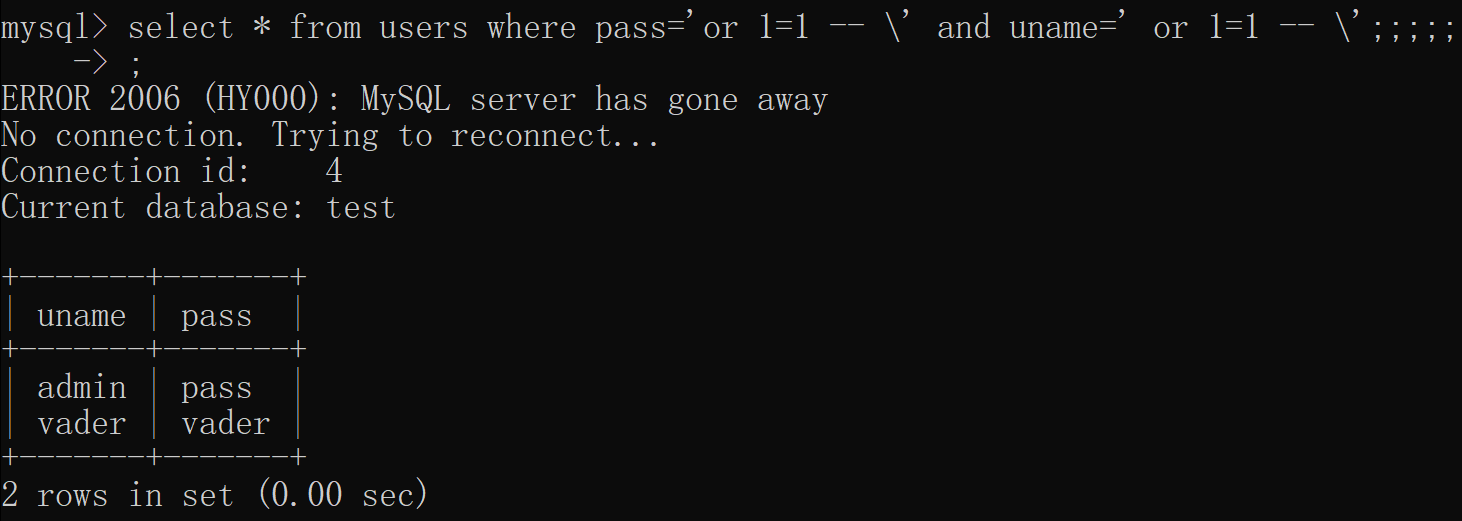 mysql> select * from users where pass='or 1=1 -- \' and uname=' or 1=1 -- \';;;;;
    -> ;
ERROR 2006 (HY000): MySQL server has gone away
No connection. Trying to reconnect...
Connection id:    4
Current database: test

+-------+-------+
| uname | pass  |
+-------+-------+
| admin | pass  |
| vader | vader |
+-------+-------+
2 rows in set (0.00 sec)